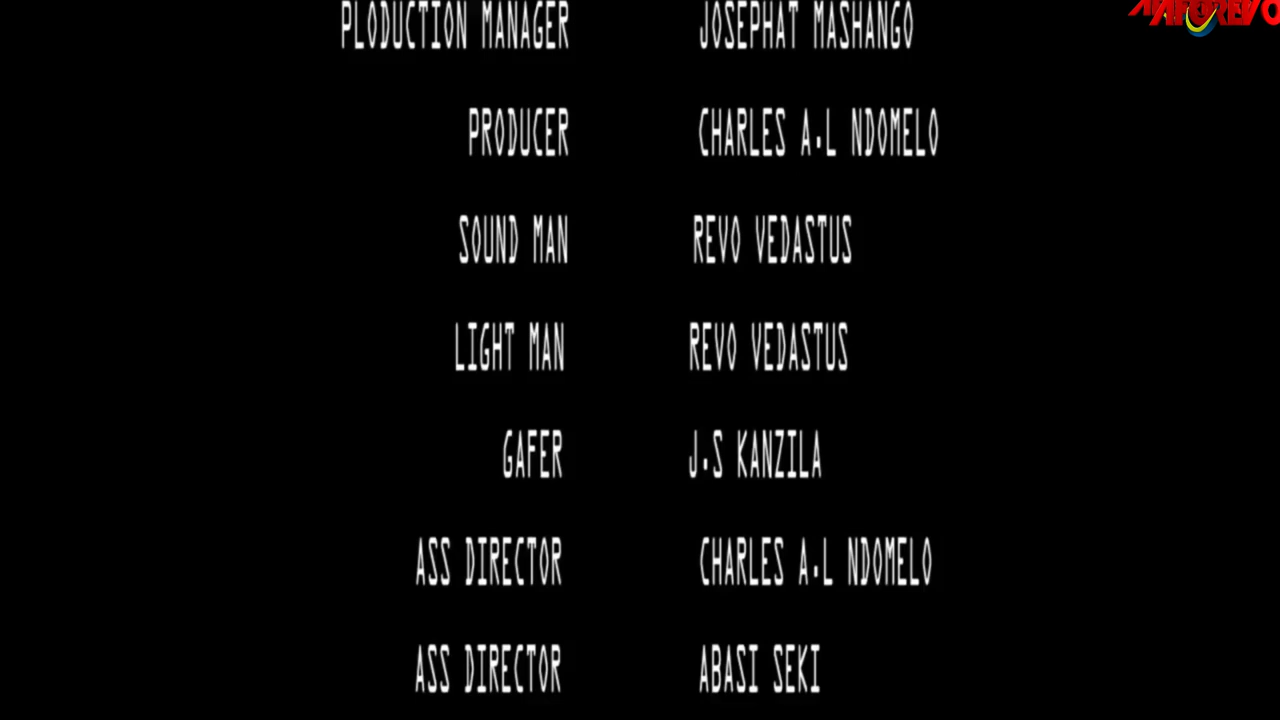 PLODUCTION MANAGER JOSEPHAT MASHANGO
PRODUCER CHARLES A.L NDOMELO
SOUND MAN REVO VEDASTUS
LIGHT MAN REVO VEDASTUS
GAFER J.S KANZILA
ASS DIRECTOR CHARLES A.L NDOMELO
ASS DIRECTOR ABASI SEKI